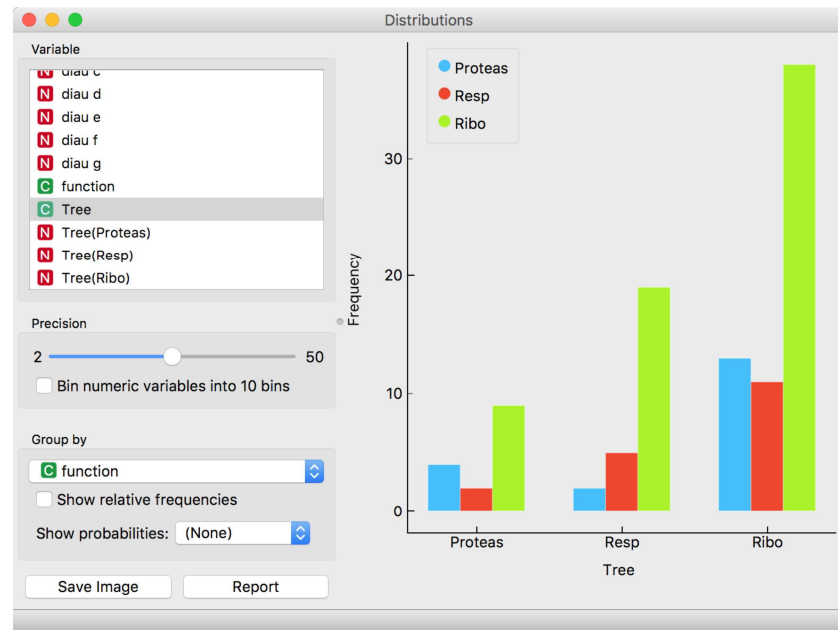 Distributions
Variable
diau c
N diau d
N diau e
N diau f
N diau g
C function
C Tree
N Tree(Proteas)
N Tree(Resp)
N Tree(Ribo)
Precision
2 50
Bin numeric variables into 10 bins
Group by
C function
Show relative frequencies
Show probabilities: (None)
Save Image Report
Proteas
Resp
Ribo
Frequency
30
20
10
0
Proteas Resp Ribo
Tree